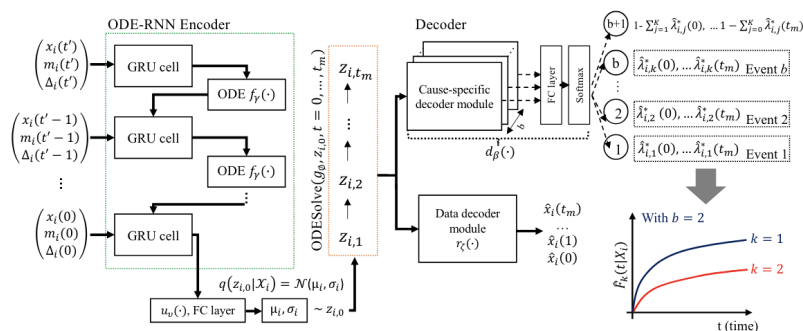 ODE-RNN Encoder
x_i(t')
m_i(t')
Δ_i(t')
GRU cell
ODE f_γ(·)
x_i(t' − 1)
m_i(t' − 1)
Δ_i(t' − 1)
GRU cell
ODE f_γ(·)
⋮
...
x_i(0)
m_i(0)
Δ_i(0)
GRU cell
q(z_{i,0}|X_i) = N{μ_i, σ_i}
u_v(·), FC layer
μ_i, σ_i
~ z_{i,0}
ODESolve(g_ø, z_{i,0}, t = 0, ..., t_m)
z_{i,t_m}
...
z_{i,2}
z_{i,1}
Decoder
Cause-specific
decoder module
b
FC layer
Softmax
d_β(·)
Data decoder
module
r_ζ(·)
x̂_i(t_m)
...
x̂_i(1)
x̂_i(0)
b+1 1- ∑_{j=1}^{K} λ̂*_{i,j}(0), ... 1 − ∑_{j=0}^{K} λ̂*_{i,j}(t_m)
b λ̂*_{i,k}(0), ... λ̂*_{i,k}(t_m) Event b
⋮
2 λ̂*_{i,2} (0), ... λ̂*_{i,2}(t_m) Event 2
1 λ̂*_{i,1}(0), ... λ̂*_{i,1}(t_m) Event 1
With b = 2
k = 1
k = 2
F̂_k(t|X_i)
t (time)